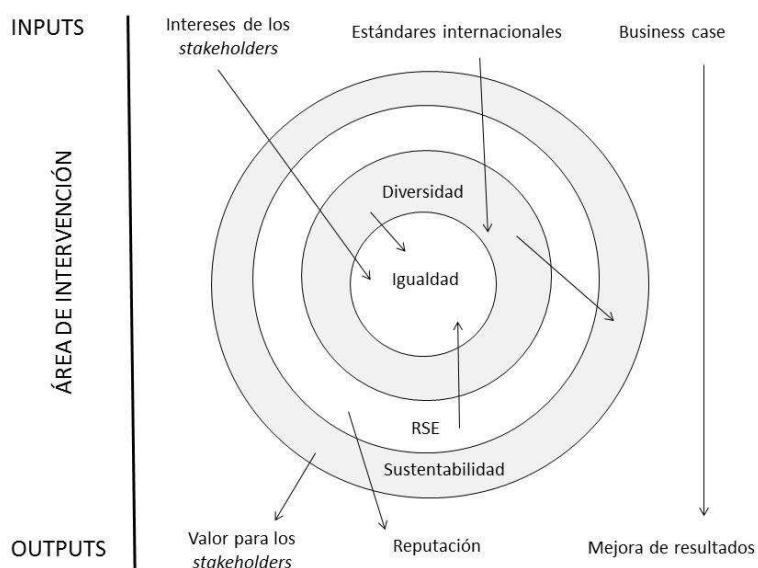 INPUTS
Intereses de los
stakeholders
Estándares internacionales
Business case
ÁREA DE INTERVENCIÓN
Diversidad
Igualdad
RSE
Sustentabilidad
OUTPUTS
Valor para los
stakeholders
Reputación
Mejora de resultados